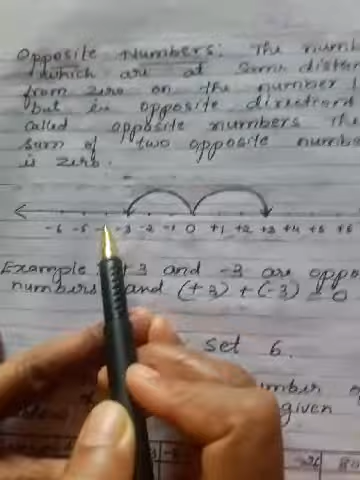 Opposite Numbers: The numb
which are at same distan
from zero on the number l
but in opposite direction
called opposite numbers The
sum of two opposite numbe
is zero.
-6 -5 -3 -2 -1 0 +1 +2 +3 +4 +5 +6
Example +3 and -3 are oppo
numbers and (+3) + (-3) = 0
set 6.
number o
given